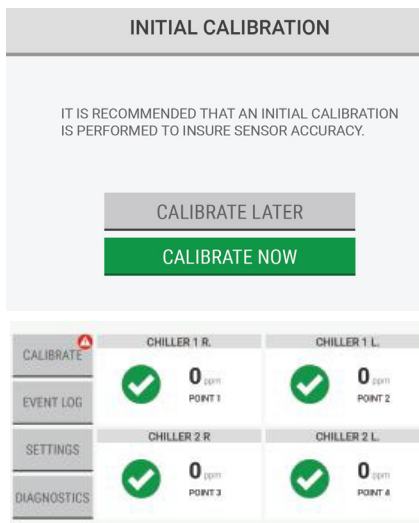 INITIAL CALIBRATION
IT IS RECOMMENDED THAT AN INITIAL CALIBRATION
IS PERFORMED TO INSURE SENSOR ACCURACY.
CALIBRATE LATER
CALIBRATE NOW
CALIBRATE
EVENT LOG
SETTINGS
DIAGNOSTICS
CHILLER 1 R.
0 ppm
POINT 1
CHILLER 1 L.
0 ppm
POINT 2
CHILLER 2 R
0 ppm
POINT 3
CHILLER 2 L.
0 ppm
POINT 4